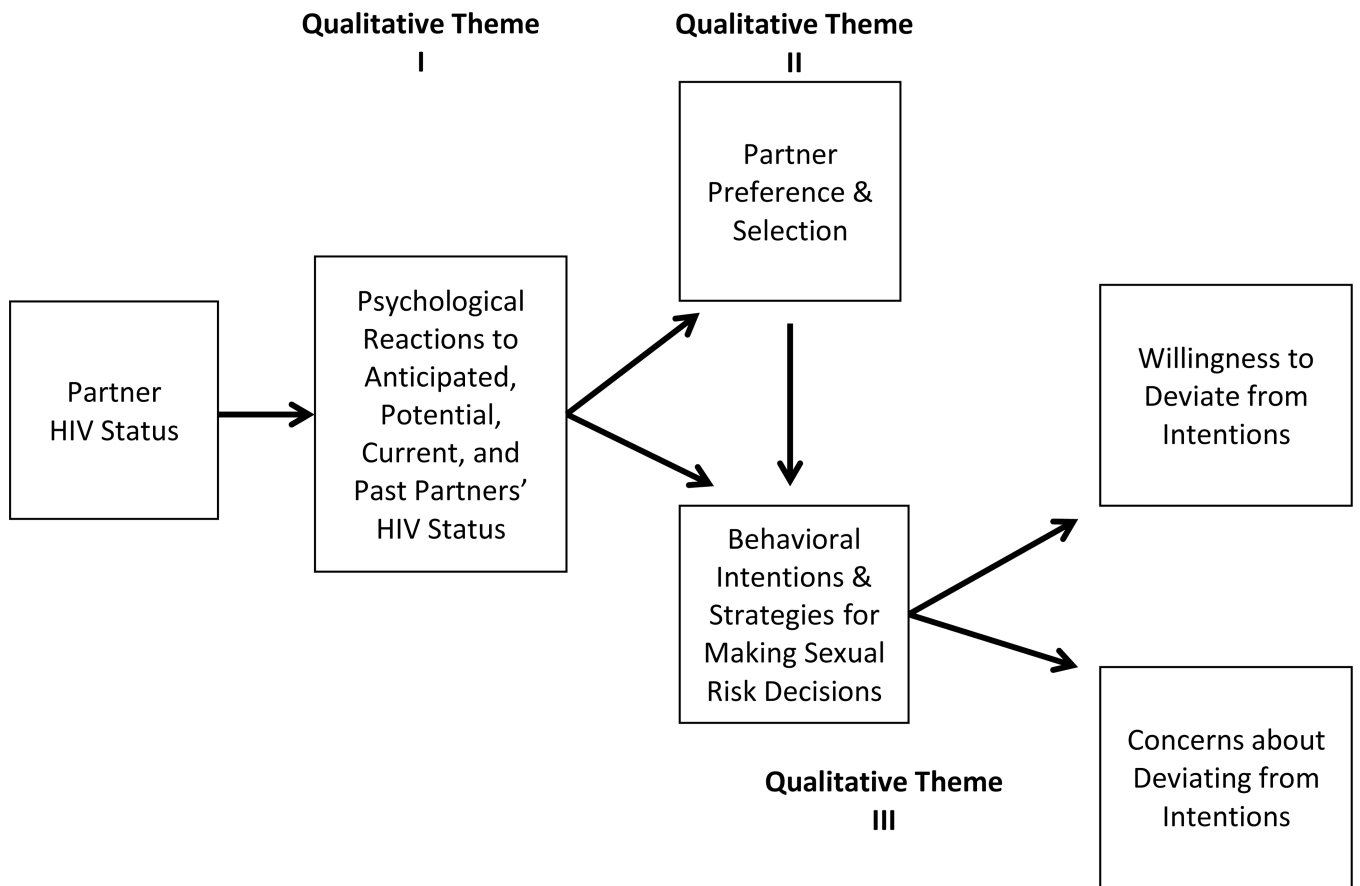 Qualitative Theme
I
Qualitative Theme
II
Partner
HIV Status
Psychological
Reactions to
Anticipated,
Potential,
Current, and
Past Partners’
HIV Status
Partner
Preference &
Selection
Behavioral
Intentions &
Strategies for
Making Sexual
Risk Decisions
Qualitative Theme
III
Willingness to
Deviate from
Intentions
Concerns about
Deviating from
Intentions